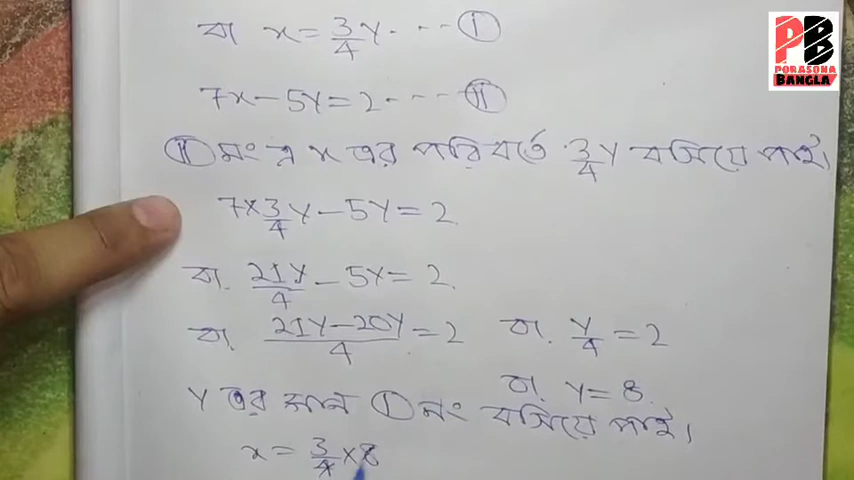 বা x = 3/4 y ---- (I)
PB
PORASONA
BANGLA
7x - 5y = 2 ---- (II)
(II) নং এ x এর পরিবর্তে 3/4 y বসিয়ে পাই।
7 × 3/4 y - 5y = 2
বা. 21y/4 - 5y = 2.
বা. (21y - 20y)/4 = 2 বা. y/4 = 2
বা. y = 8.
y এর মান (I) নং বসিয়ে পাই।
x = 3/4 × 8